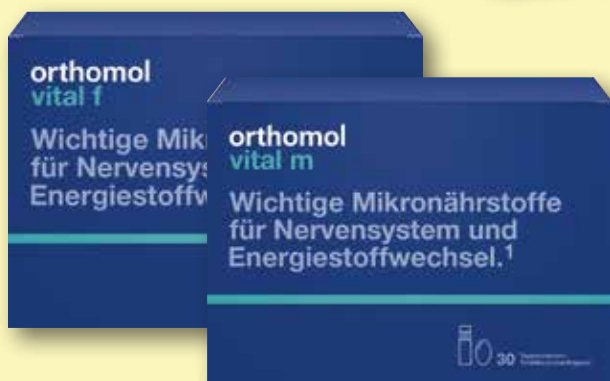 orthomol
vital f
Wichtige Mik
für Nervensys
Energiestoffw
orthomol
vital m
Wichtige Mikronährstoffe
für Nervensystem und
Energiestoffwechsel.¹
30